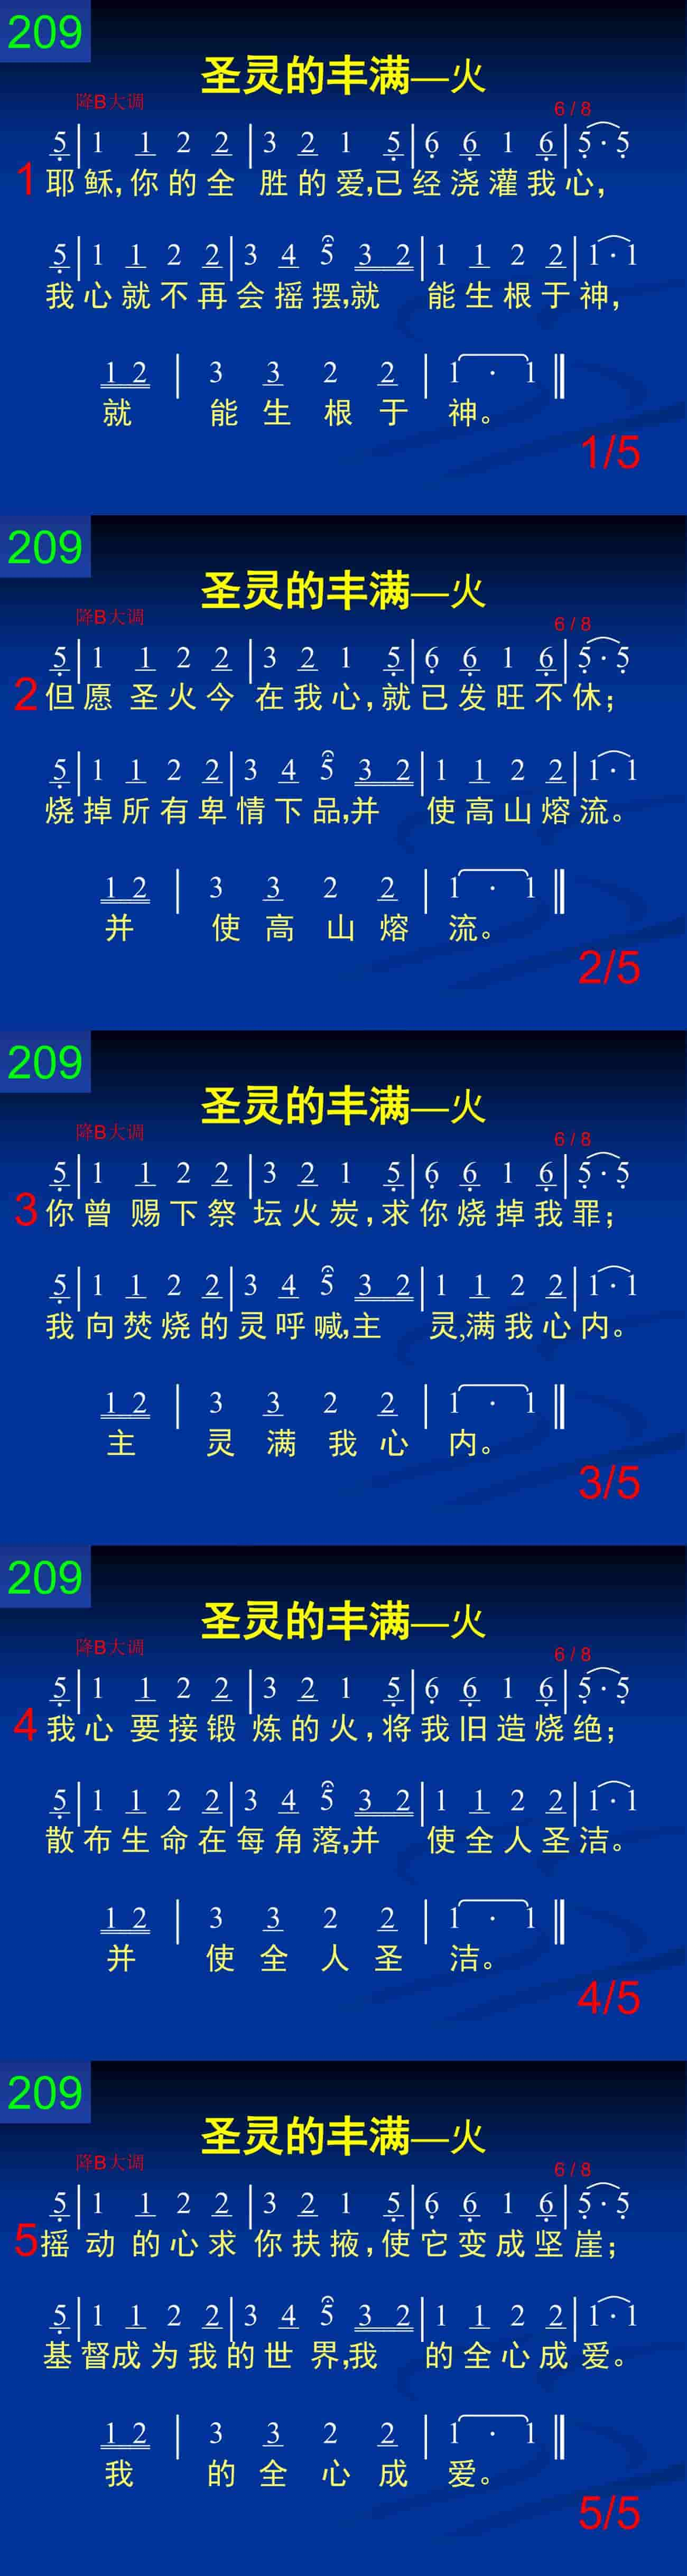 209
圣灵的丰满—火
降B大调 6/8
5|1 1 2 2|3 2 1 5|6 6 1 6|5·5
1 耶稣,你的全胜的爱,已经浇灌我心,
5|1 1 2 2|3 4 5 3 2|1 1 2 2|1·1
我心就不再会摇摆,就 能生根于神,
1 2|3 3 2 2|1·1‖
就 能生根于神。
1/5
209
圣灵的丰满—火
降B大调 6/8
5|1 1 2 2|3 2 1 5|6 6 1 6|5·5
2 但愿圣火今在我心,就已发旺不休;
5|1 1 2 2|3 4 5 3 2|1 1 2 2|1·1
烧掉所有卑情下品,并 使高山熔流。
1 2|3 3 2 2|1·1‖
并 使高山熔流。
2/5
209
圣灵的丰满—火
降B大调 6/8
5|1 1 2 2|3 2 1 5|6 6 1 6|5·5
3 你曾赐下祭坛火炭,求你烧掉我罪;
5|1 1 2 2|3 4 5 3 2|1 1 2 2|1·1
我向焚烧的灵呼喊,主 灵,满我心内。
1 2|3 3 2 2|1·1‖
主 灵满我心内。
3/5
209
圣灵的丰满—火
降B大调 6/8
5|1 1 2 2|3 2 1 5|6 6 1 6|5·5
4 我心要接锻炼的火,将我旧造烧绝;
5|1 1 2 2|3 4 5 3 2|1 1 2 2|1·1
散布生命在每角落,并 使全人圣洁。
1 2|3 3 2 2|1·1‖
并 使全人圣洁。
4/5
209
圣灵的丰满—火
降B大调 6/8
5|1 1 2 2|3 2 1 5|6 6 1 6|5·5
5 摇动的心求你扶掖,使它变成坚崖;
5|1 1 2 2|3 4 5 3 2|1 1 2 2|1·1
基督成为我的世界,我 的全心成爱。
1 2|3 3 2 2|1·1‖
我 的全心成爱。
5/5